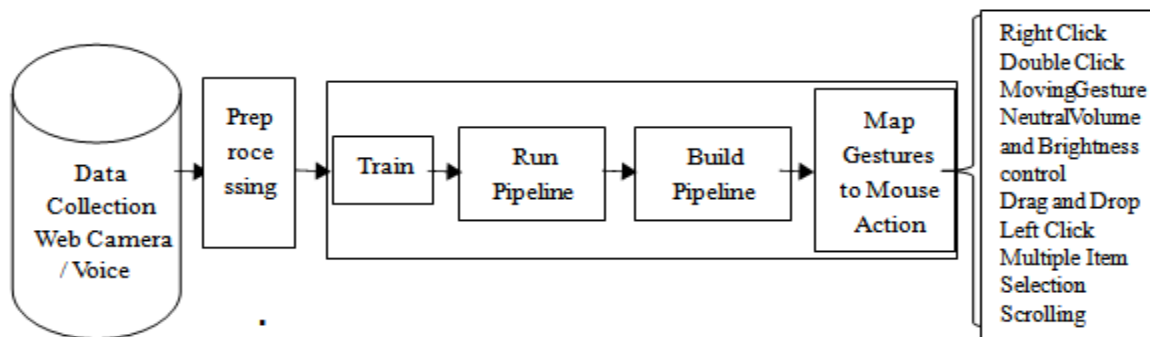 Data
Collection
Web Camera
/ Voice
Prep
roce
ssing
Train
Run
Pipeline
Build
Pipeline
Map
Gestures
to Mouse
Action
Right Click
Double Click
MovingGesture
NeutralVolume
and Brightness
control
Drag and Drop
Left Click
Multiple Item
Selection
Scrolling
.